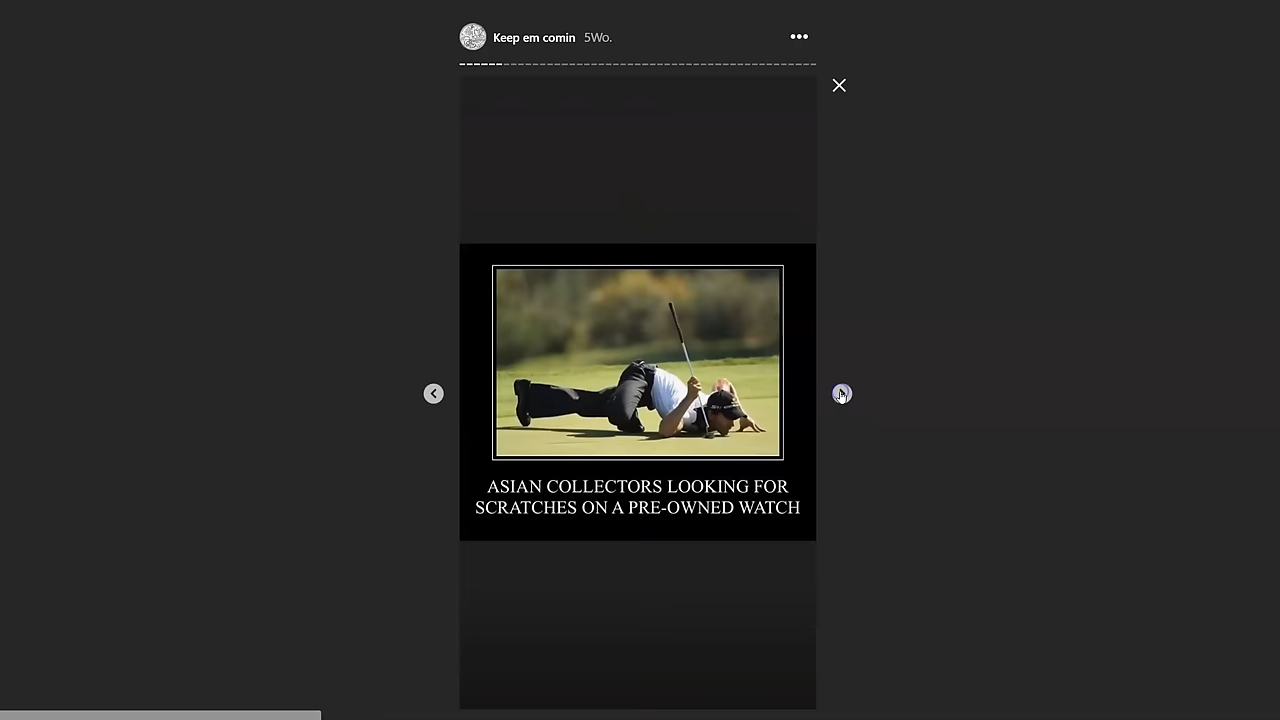 Keep em comin 5Wo.
ASIAN COLLECTORS LOOKING FOR
SCRATCHES ON A PRE-OWNED WATCH